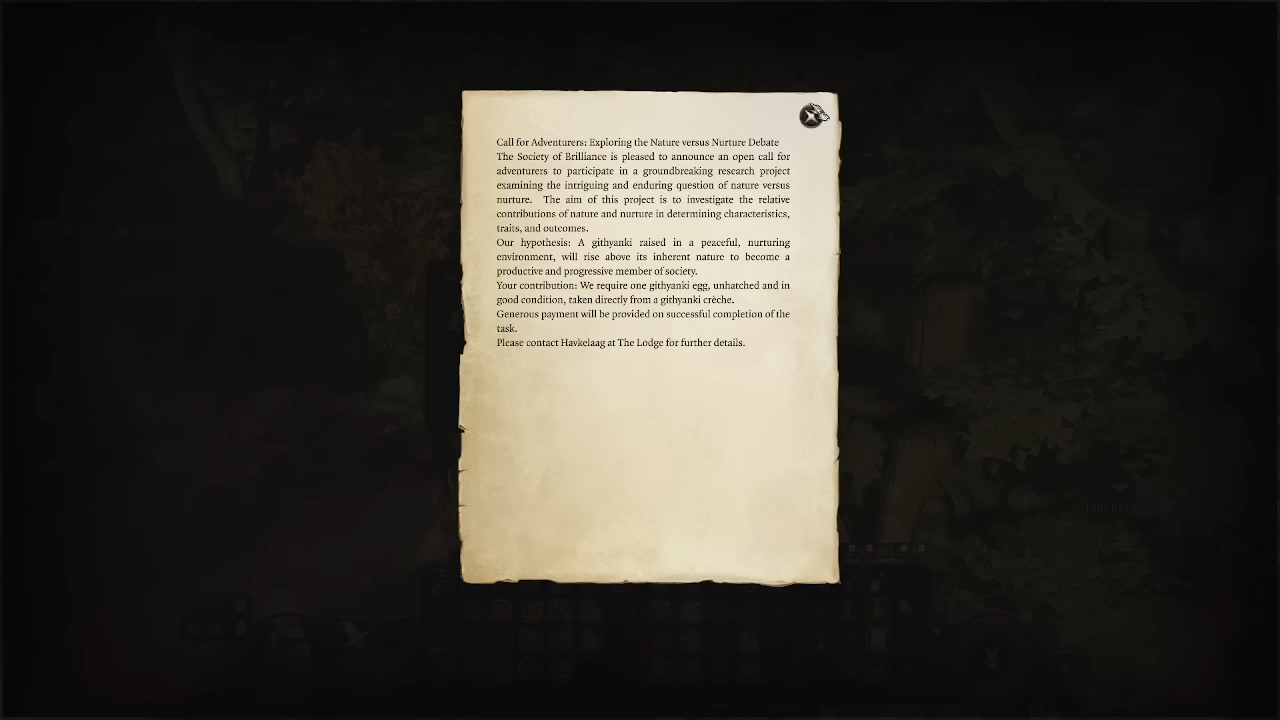 Call for Adventurers: Exploring the Nature versus Nurture Debate
The Society of Brilliance is pleased to announce an open call for
adventurers to participate in a groundbreaking research project
examining the intriguing and enduring question of nature versus
nurture. The aim of this project is to investigate the relative
contributions of nature and nurture in determining characteristics,
traits, and outcomes.
Our hypothesis: A githyanki raised in a peaceful, nurturing
environment, will rise above its inherent nature to become a
productive and progressive member of society.
Your contribution: We require one githyanki egg, unhatched and in
good condition, taken directly from a githyanki crèche.
Generous payment will be provided on successful completion of the
task.
Please contact Havkelaag at The Lodge for further details.